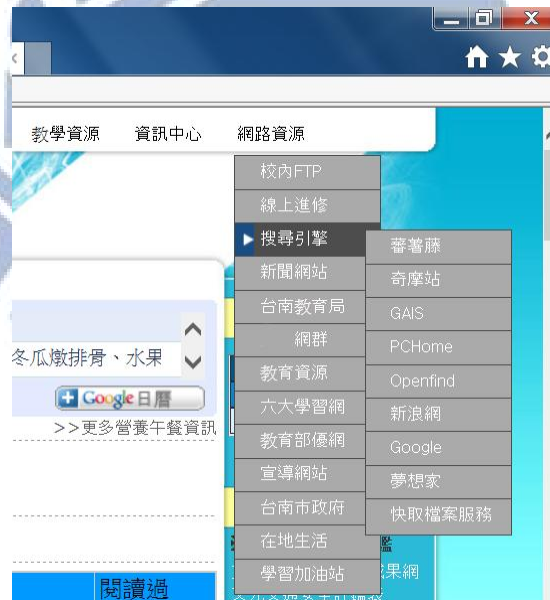 教學資源 資訊中心 網路資源
校內FTP
線上進修
搜尋引擎
新聞網站
台南教育局
網群
教育資源
六大學習網
教育部優網
宣導網站
台南市政府
在地生活
學習加油站
蕃薯藤
奇摩站
GAIS
PCHome
Openfind
新浪網
Google
夢想家
快取檔案服務
冬瓜燉排骨、水果
Google日曆
>>更多營養午餐資訊
果網
閱讀過